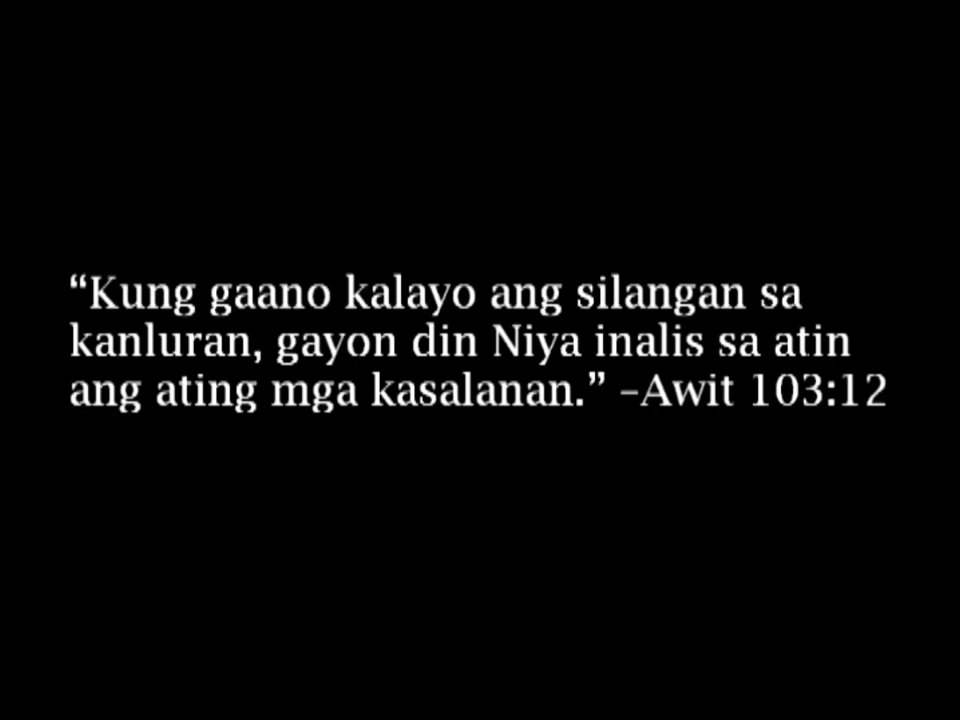 “Kung gaano kalayo ang silangan sa
kanluran, gayon din Niya inalis sa atin
ang ating mga kasalanan.” –Awit 103:12